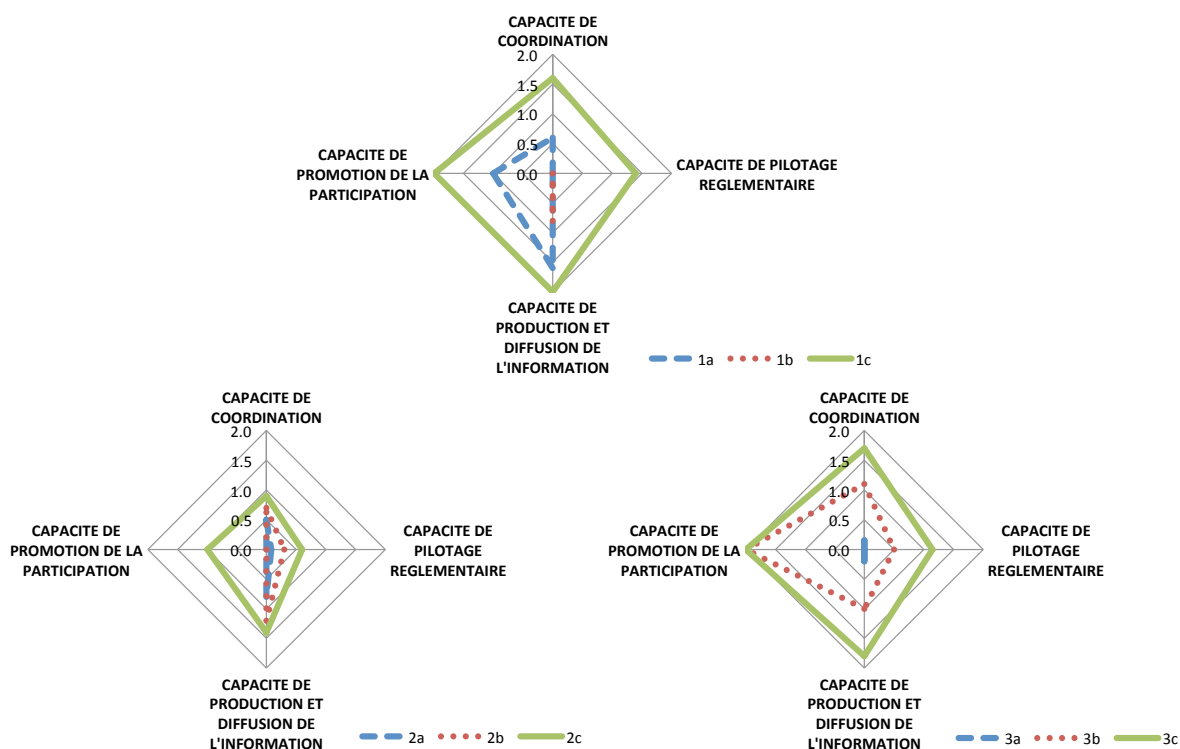 CAPACITE DE
COORDINATION
2.0
1.5
1.0
0.5
0.0
CAPACITE DE
PROMOTION DE LA
PARTICIPATION
CAPACITE DE PILOTAGE
REGLEMENTAIRE
CAPACITE DE
PRODUCTION ET
DIFFUSION DE
L'INFORMATION
1a 1b 1c
CAPACITE DE
COORDINATION
2.0
1.5
1.0
0.5
0.0
CAPACITE DE
PROMOTION DE LA
PARTICIPATION
CAPACITE DE
PILOTAGE
REGLEMENTAIRE
CAPACITE DE
PRODUCTION ET
DIFFUSION DE
L'INFORMATION
2a 2b 2c
CAPACITE DE
COORDINATION
2.0
1.5
1.0
0.5
0.0
CAPACITE DE
PROMOTION DE LA
PARTICIPATION
CAPACITE DE
PILOTAGE
REGLEMENTAIRE
CAPACITE DE
PRODUCTION ET
DIFFUSION DE
L'INFORMATION
3a 3b 3c